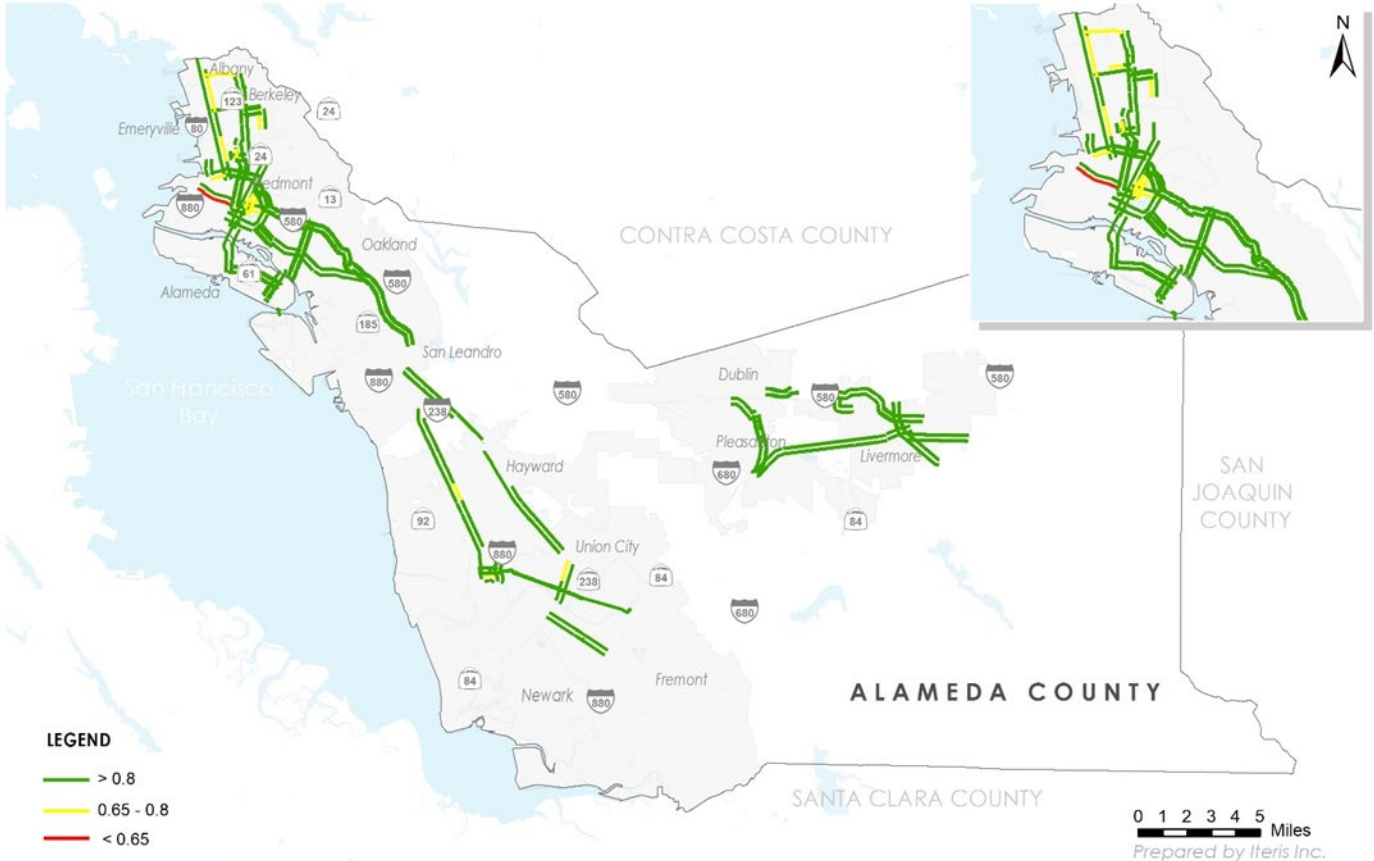 N
Albany
123
Berkeley
24
Emeryville
80
24
Piedmont
880
13
580
Oakland
CONTRA COSTA COUNTY
61
580
Alameda
185
San Leandro
880
San Francisco
Bay
580
Dublin
580
580
238
Pleasanton
Livermore
Hayward
680
SAN
JOAQUIN
COUNTY
92
84
880
Union City
238
84
680
84
Newark
880
Fremont
ALAMEDA COUNTY
LEGEND
> 0.8
0.65 - 0.8
< 0.65
SANTA CLARA COUNTY
0 1 2 3 4 5
Miles
Prepared by Iteris Inc.